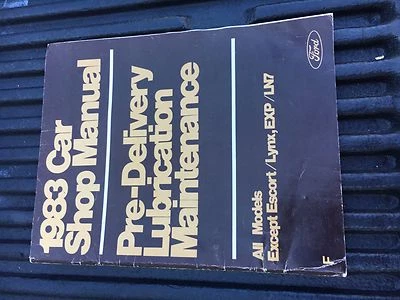 1983 Car
Shop Manual
Pre-Delivery
Lubrication
Maintenance
All Models
Except Escort/Lynx, EXP/LN7
Ford
F